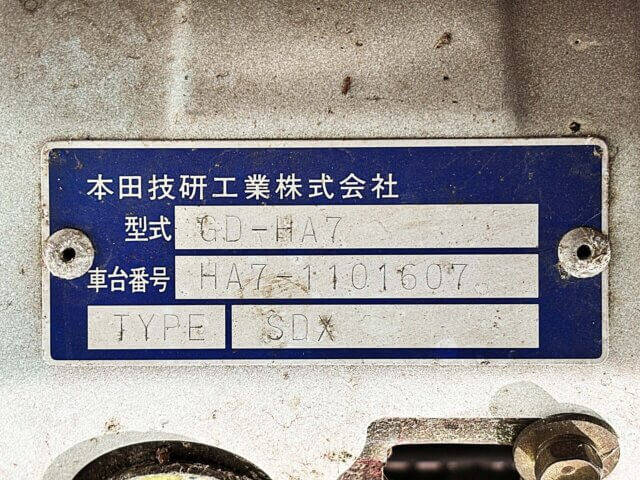 本田技研工業株式会社
型式 GD-HA7
車台番号 HA7-1101607
TYPE SDX